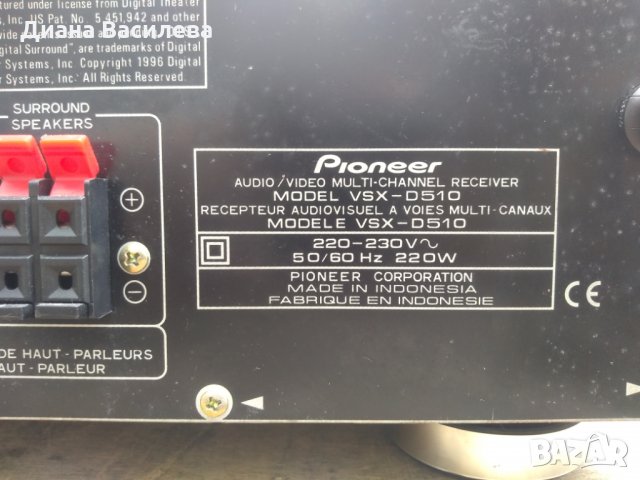 tured under license from Digital Theater
s, Inc. US Pat. No. 5,451,942 and other
Диана Василева
igital Surround", are trademarks of Digital
r Systems, Inc. Copyright 1996 Digital
r Systems, Inc. All Rights Reserved.
SURROUND
SPEAKERS
+
−
DE HAUT-PARLEURS
AUT-PARLEUR
Pioneer
AUDIO/VIDEO MULTI-CHANNEL RECEIVER
MODEL VSX-D510
RECEPTEUR AUDIOVISUEL A VOIES MULTI-CANAUX
MODELE VSX-D510
220-230V~
50/60 Hz 220W
PIONEER CORPORATION
MADE IN INDONESIA
FABRIQUE EN INDONESIE
CE
BAZAR